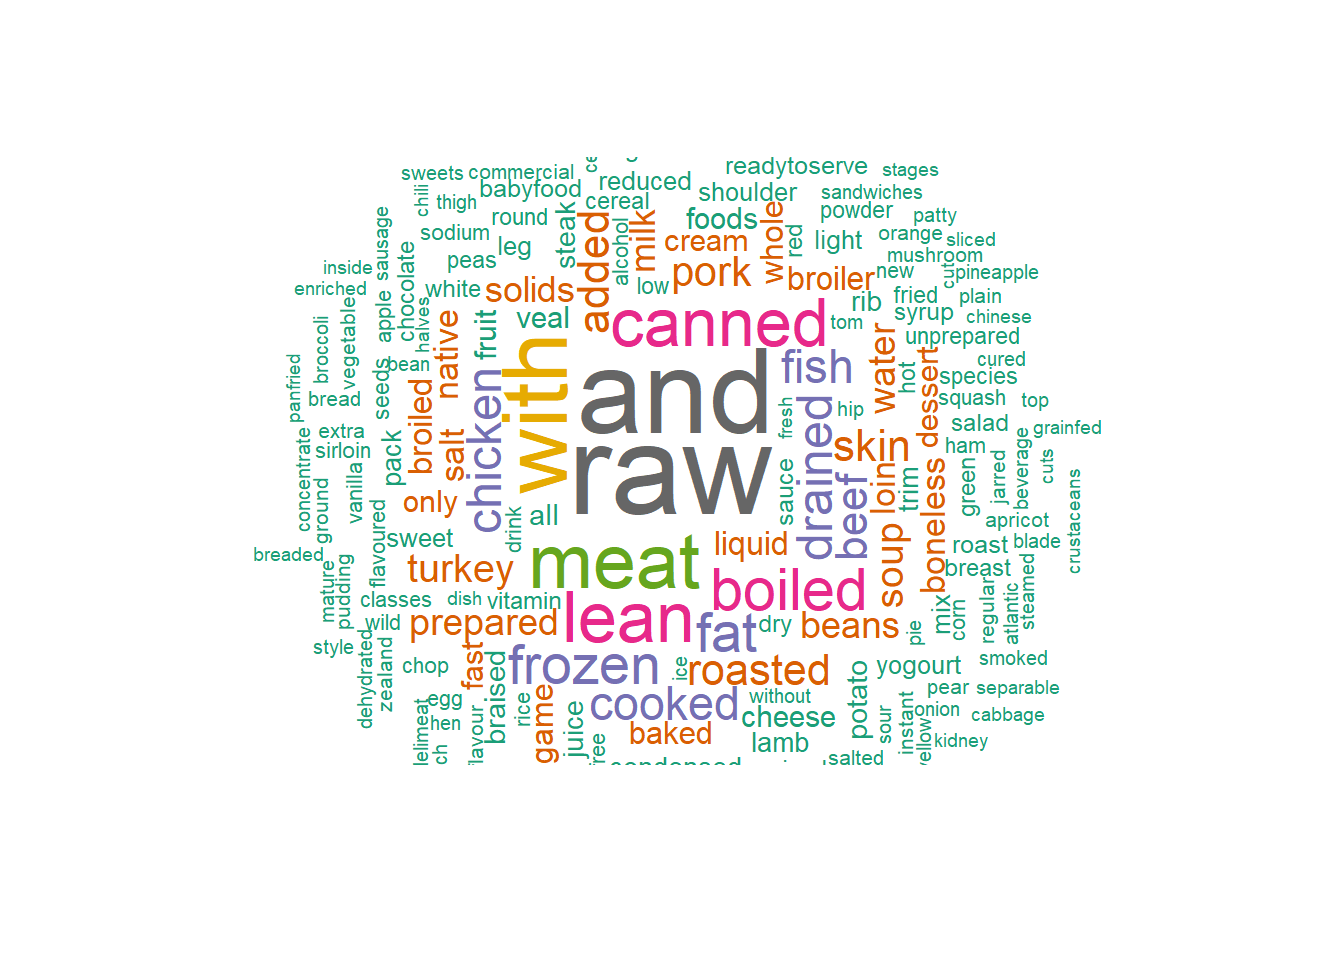 sweets
commercial
ce
readytoserve
stages
chili
thigh
babyfood
reduced
cereal
shoulder
sandwiches
sausage
round
steak
added
alcohol
milk
foods
whole
powder
patty
sodium
leg
cream
red
light
orange
sliced
mushroom
inside
chocolate
peas
solids
low
pork
broiler
new
cut
pineapple
enriched
white
veal
canned
tom
rib
fried
plain
syrup
chinese
broccoli
vegetable
apple
halves
native
fruit
with
and
fish
water
hot
unprepared
cured
panfried
bread
seeds
bean
broiled
chicken
raw
fresh
drained
hip
dessert
species
squash
top
extra
sirloin
pack
salt
skin
salad
grainfed
ham
concentrate
ground
vanilla
only
all
drink
sauce
beef
loin
trim
boneless
green
jarred
beverage
cuts
crustaceans
flavoured
sweet
liquid
soup
apricot
breaded
turkey
meat
roast
blade
mature
pudding
classes
dish
vitamin
boiled
breast
wild
prepared
lean
fat
dry
beans
pie
mix
corn
regular
atlantic
steamed
style
dehydrated
zealand
chop
fast
braised
frozen
ice
roasted
potato
yogourt
smoked
egg
rice
game
juice
cooked
without
pear
separable
delimeat
hen
flavour
baked
cheese
sour
instant
onion
cabbage
ch
free
lamb
salted
yellow
kidney
condensed